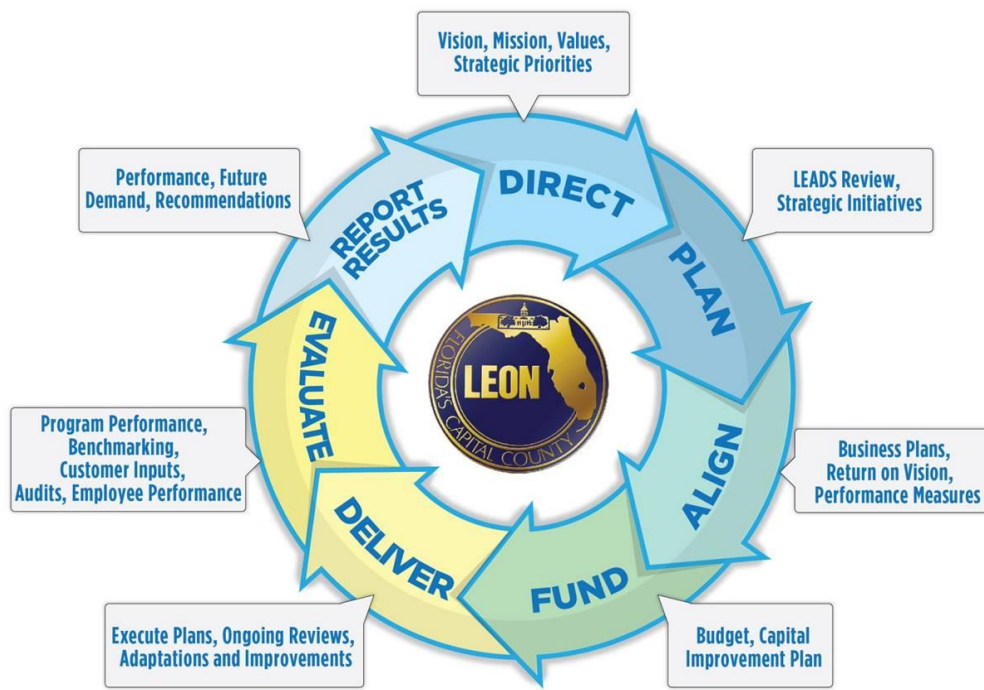 Vision, Mission, Values,
Strategic Priorities
DIRECT
LEADS Review,
Strategic Initiatives
PLAN
Business Plans,
Return on Vision,
Performance Measures
ALIGN
Budget, Capital
Improvement Plan
FUND
Execute Plans, Ongoing Reviews,
Adaptations and Improvements
DELIVER
Program Performance,
Benchmarking,
Customer Inputs,
Audits, Employee Performance
EVALUATE
Performance, Future
Demand, Recommendations
REPORT
RESULTS
LEON
FLORIDA'S CAPITAL COUNTY